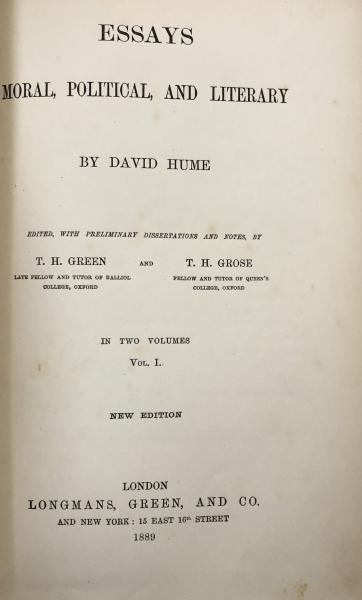 ESSAYS
MORAL, POLITICAL, AND LITERARY
BY DAVID HUME
EDITED, WITH PRELIMINARY DISSERTATIONS AND NOTES, BY
T. H. GREEN AND T. H. GROSE
LATE FELLOW AND TUTOR OF BALLIOL FELLOW AND TUTOR OF QUEEN'S
COLLEGE, OXFORD COLLEGE, OXFORD
IN TWO VOLUMES
VOL. I.
NEW EDITION
LONDON
LONGMANS, GREEN, AND CO.
AND NEW YORK : 15 EAST 16th STREET
1889